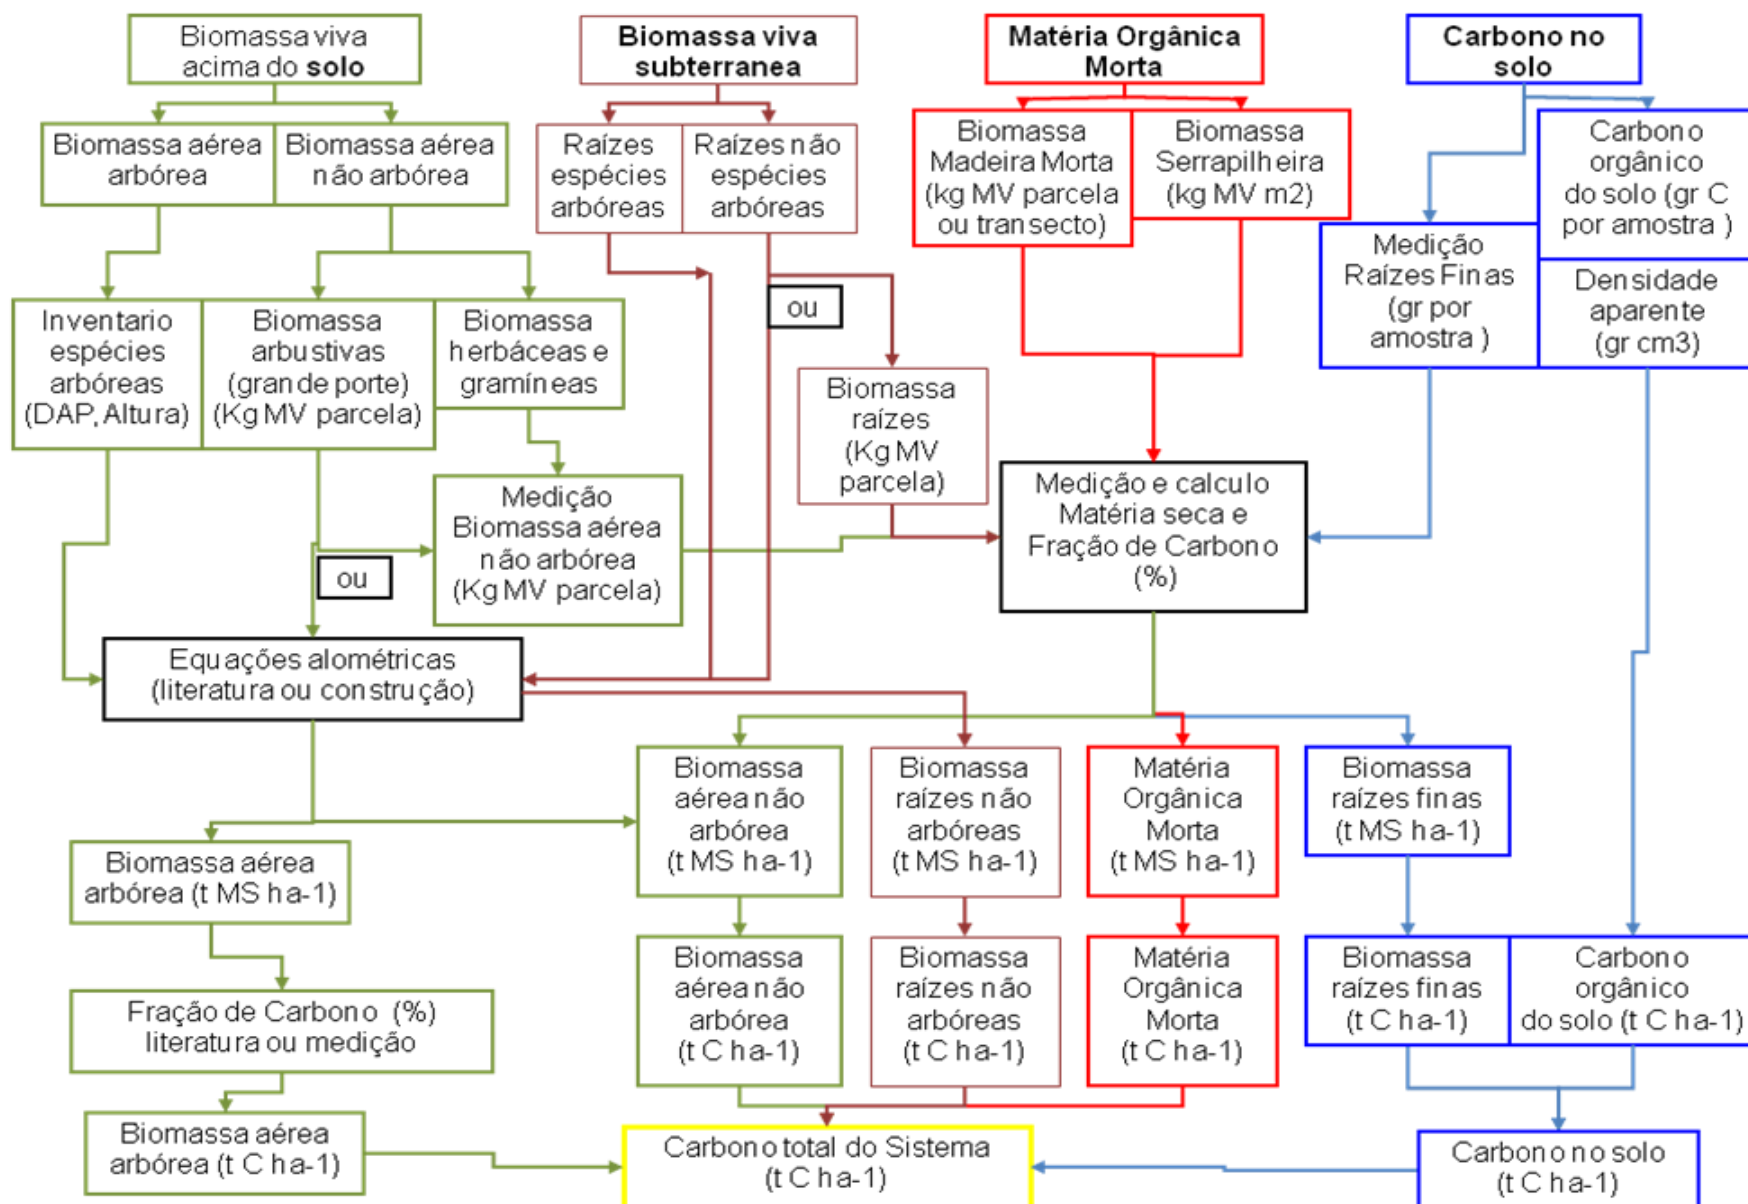 Biomassa viva
acima do solo
Biomassa viva
subterranea
Matéria Orgânica
Morta
Carbono no
solo
Biomassa aérea
arbórea
Biomassa aérea
não arbórea
Raízes
espécies
arbóreas
Raízes não
espécies
arbóreas
Biomassa
Madeira Morta
(kg MV parcela
ou transecto)
Biomassa
Serrapilheira
(kg MV m2)
Carbono
orgânico
do solo (gr C
por amostra )
Medição
Raízes Finas
(gr por
amostra )
Densidade
aparente
(gr cm3)
Inventario
espécies
arbóreas
(DAP, Altura)
Biomassa
arbustivas
(grande porte)
(Kg MV parcela)
Biomassa
herbáceas e
gramíneas
ou
Biomassa
raízes
(Kg MV
parcela)
Medição
Biomassa aérea
não arbórea
(Kg MV parcela)
Medição e calculo
Matéria seca e
Fração de Carbono
(%)
ou
Equações alométricas
(literatura ou construção)
Biomassa
aérea não
arbórea
(t MS ha-1)
Biomassa
raízes não
arbóreas
(t MS ha-1)
Matéria
Orgânica
Morta
(t MS ha-1)
Biomassa
raízes finas
(t MS ha-1)
Biomassa aérea
arbórea (t MS ha-1)
Biomassa
aérea não
arbórea
(t C ha-1)
Biomassa
raízes não
arbóreas
(t C ha-1)
Matéria
Orgânica
Morta
(t C ha-1)
Biomassa
raízes finas
(t C ha-1)
Carbono
orgânico
do solo (t C ha-1)
Fração de Carbono (%)
literatura ou medição
Biomassa aérea
arbórea (t C ha-1)
Carbono total do Sistema
(t C ha-1)
Carbono no solo
(t C ha-1)